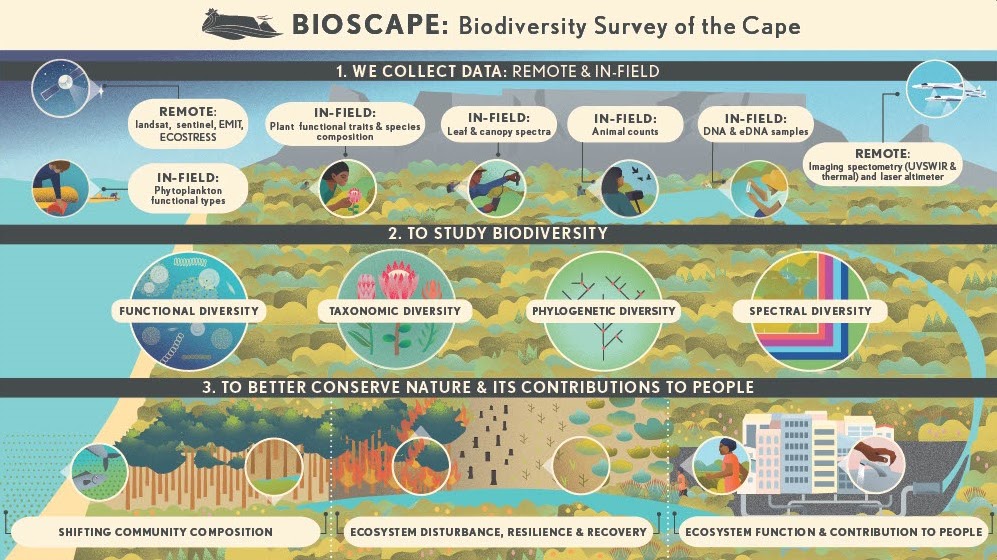 BIOSCAPE: Biodiversity Survey of the Cape
1. WE COLLECT DATA: REMOTE & IN-FIELD
REMOTE:
landsat, sentinel, EMIT,
ECOSTRESS
IN-FIELD:
Plant functional traits & species
composition
IN-FIELD:
Leaf & canopy spectra
IN-FIELD:
Animal counts
IN-FIELD:
DNA & eDNA samples
REMOTE:
Imaging spectometry (UVSWIR &
thermal) and laser altimeter
IN-FIELD:
Phytoplankton
functional types
2. TO STUDY BIODIVERSITY
FUNCTIONAL DIVERSITY
TAXONOMIC DIVERSITY
PHYLOGENETIC DIVERSITY
SPECTRAL DIVERSITY
3. TO BETTER CONSERVE NATURE & ITS CONTRIBUTIONS TO PEOPLE
SHIFTING COMMUNITY COMPOSITION
ECOSYSTEM DISTURBANCE, RESILIENCE & RECOVERY
ECOSYSTEM FUNCTION & CONTRIBUTION TO PEOPLE